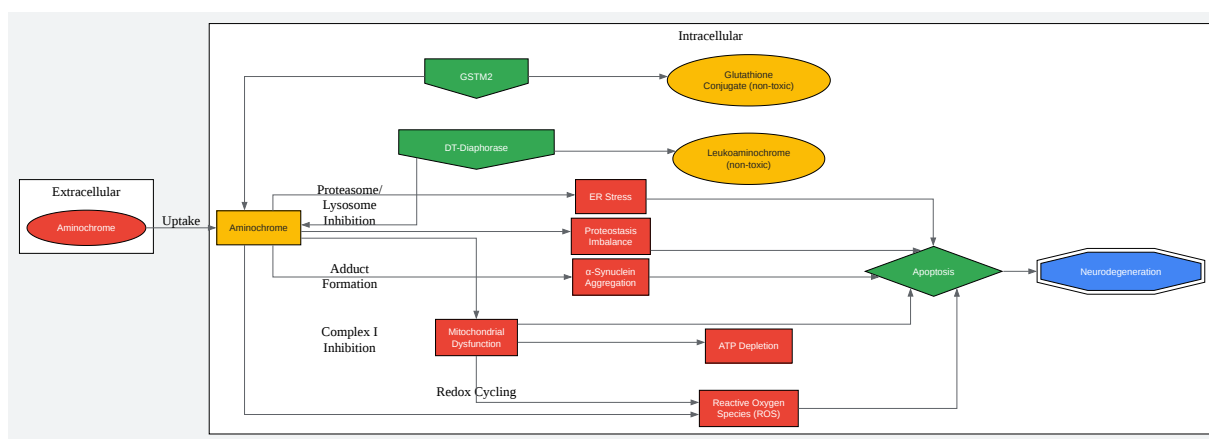 Intracellular
GSTM2
Glutathione
Conjugate (non-toxic)
DT-Diaphorase
Leukoaminochrome
(non-toxic)
Extracellular
Aminochrome
Uptake
Aminochrome
Proteasome/
Lysosome
Inhibition
ER Stress
Proteostasis
Imbalance
Adduct
Formation
α-Synuclein
Aggregation
Apoptosis
Neurodegeneration
Complex I
Inhibition
Mitochondrial
Dysfunction
ATP Depletion
Redox Cycling
Reactive Oxygen
Species (ROS)